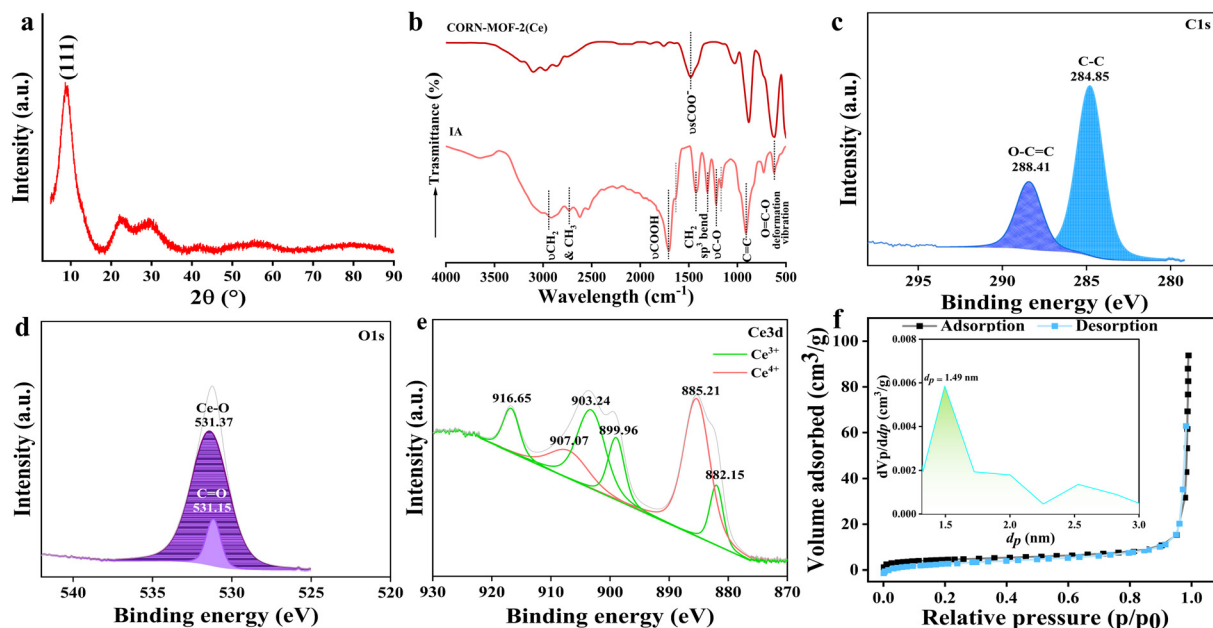 a
(111)
Intensity (a.u.)
10 20 30 40 50 60 70 80 90
2θ (°)
b
CORN-MOF-2(Ce)
IA
Trasmittance (%)
υsCOO-
υCH2
& CH3
υCOOH
CH2
sp3 bend
υC-O
C=C
O=C-O
deformation
vibration
4000 3500 3000 2500 2000 1500 1000 500
Wavelength (cm-1)
c
C1s
C-C
284.85
O-C=C
288.41
Intensity (a.u.)
295 290 285 280
Binding energy (eV)
d
O1s
Ce-O
531.37
C=O
531.15
Intensity (a.u.)
540 535 530 525 520
Binding energy (eV)
e
Ce3d
Ce3+
Ce4+
916.65
907.07
903.24
899.96
885.21
882.15
Intensity (a.u.)
930 920 910 900 890 880 870
Binding energy (eV)
f
Adsorption
Desorption
Volume adsorbed (cm3/g)
100
80
60
40
20
0
0.0 0.2 0.4 0.6 0.8 1.0
Relative pressure (p/p0)
0.008
0.006
0.004
0.002
0.000
dp = 1.49 nm
dVp/ddp (cm3/g)
1.5 2.0 2.5 3.0
dp (nm)